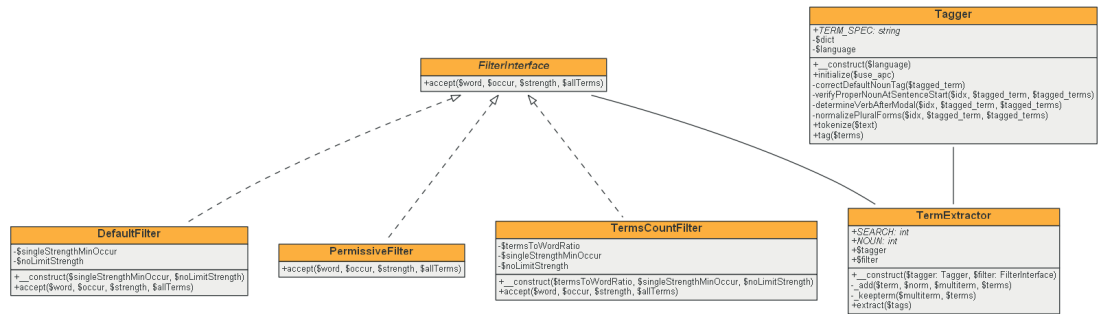 Tagger
+TERM_SPEC: string
-$dict
-$language
+__construct($language)
+initialize($use_apc)
-correctDefaultNounTag($tagged_term)
-verifyProperNounAtSentenceStart($idx, $tagged_term, $tagged_terms)
-determineVerbAfterModal($idx, $tagged_term, $tagged_terms)
-normalizePluralForms($idx, $tagged_term, $tagged_terms)
+tokenize($text)
+tag($terms)
FilterInterface
+accept($word, $occur, $strength, $allTerms)
DefaultFilter
-$singleStrengthMinOccur
-$noLimitStrength
+__construct($singleStrengthMinOccur, $noLimitStrength)
+accept($word, $occur, $strength, $allTerms)
PermissiveFilter
+accept($word, $occur, $strength, $allTerms)
TermsCountFilter
-$termsToWordRatio
-$singleStrengthMinOccur
-$noLimitStrength
+__construct($termsToWordRatio, $singleStrengthMinOccur, $noLimitStrength)
+accept($word, $occur, $strength, $allTerms)
TermExtractor
+SEARCH: int
+NOUN: int
+$tagger
+$filter
+__construct($tagger: Tagger, $filter: FilterInterface)
-_add($term, $norm, $multiterm, $terms)
-_keepterm($multiterm, $terms)
+extract($tags)